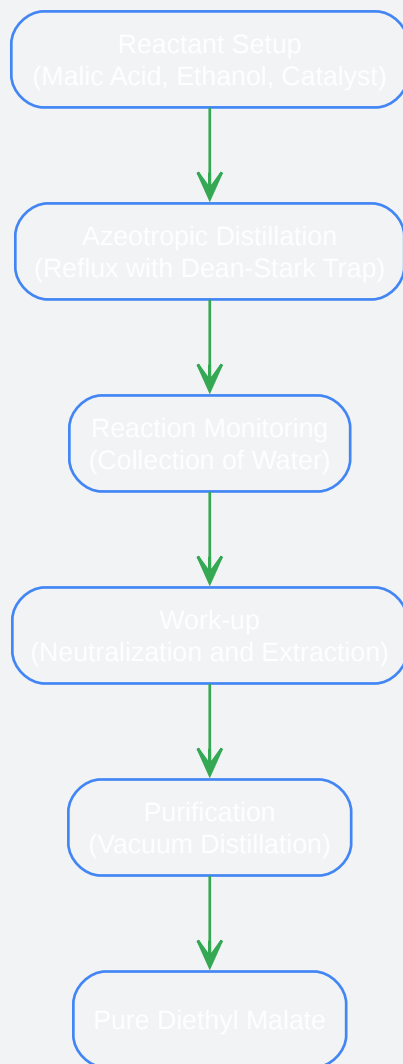 Reactant Setup
(Malic Acid, Ethanol, Catalyst)
Azeotropic Distillation
(Reflux with Dean-Stark Trap)
Reaction Monitoring
(Collection of Water)
Work-up
(Neutralization and Extraction)
Purification
(Vacuum Distillation)
Pure Diethyl Malate